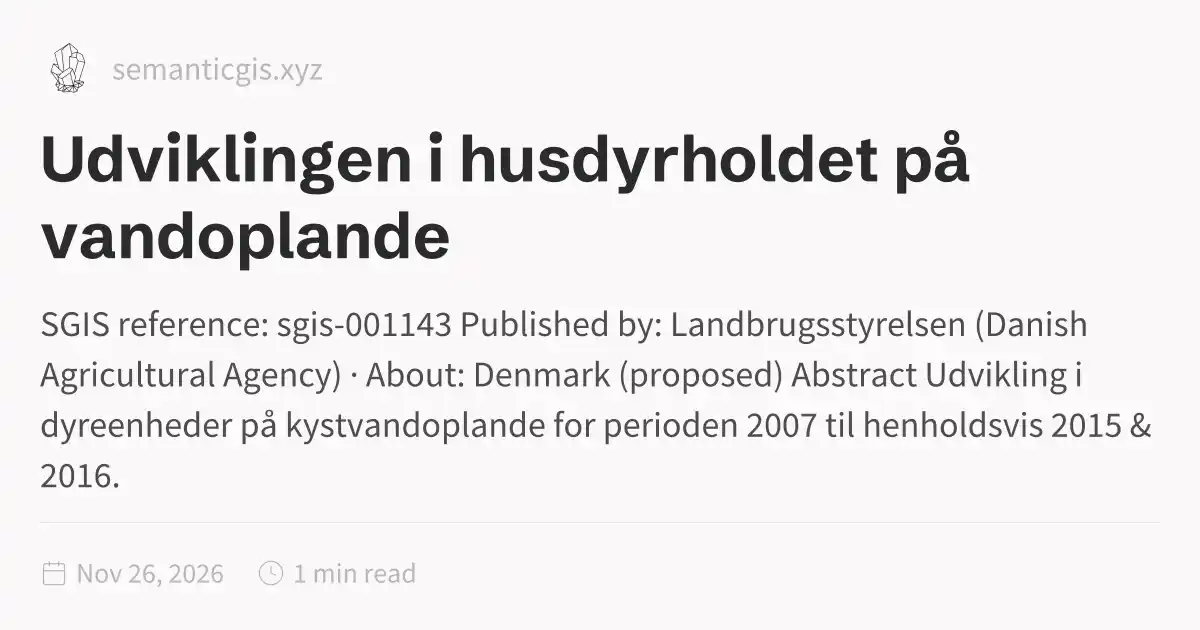 semanticgis.xyz
Udviklingen i husdyrholdet på
vandoplande
SGIS reference: sgis-001143 Published by: Landbrugsstyrelsen (Danish
Agricultural Agency) · About: Denmark (proposed) Abstract Udvikling i
dyreenheder på kystvandoplande for perioden 2007 til henholdsvis 2015 &
2016.
Nov 26, 2026 1 min read